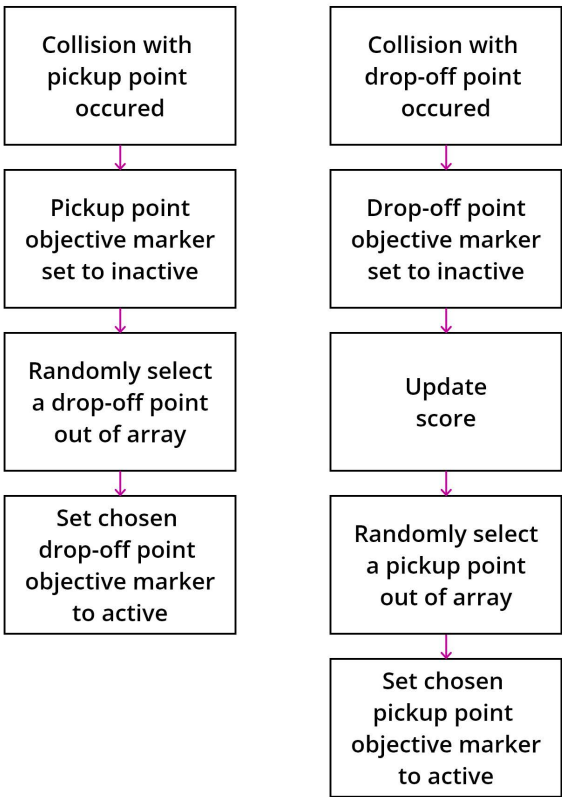 Collision with
pickup point
occured
Pickup point
objective marker
set to inactive
Randomly select
a drop-off point
out of array
Set chosen
drop-off point
objective marker
to active
Collision with
drop-off point
occured
Drop-off point
objective marker
set to inactive
Update
score
Randomly select
a pickup point
out of array
Set chosen
pickup point
objective marker
to active